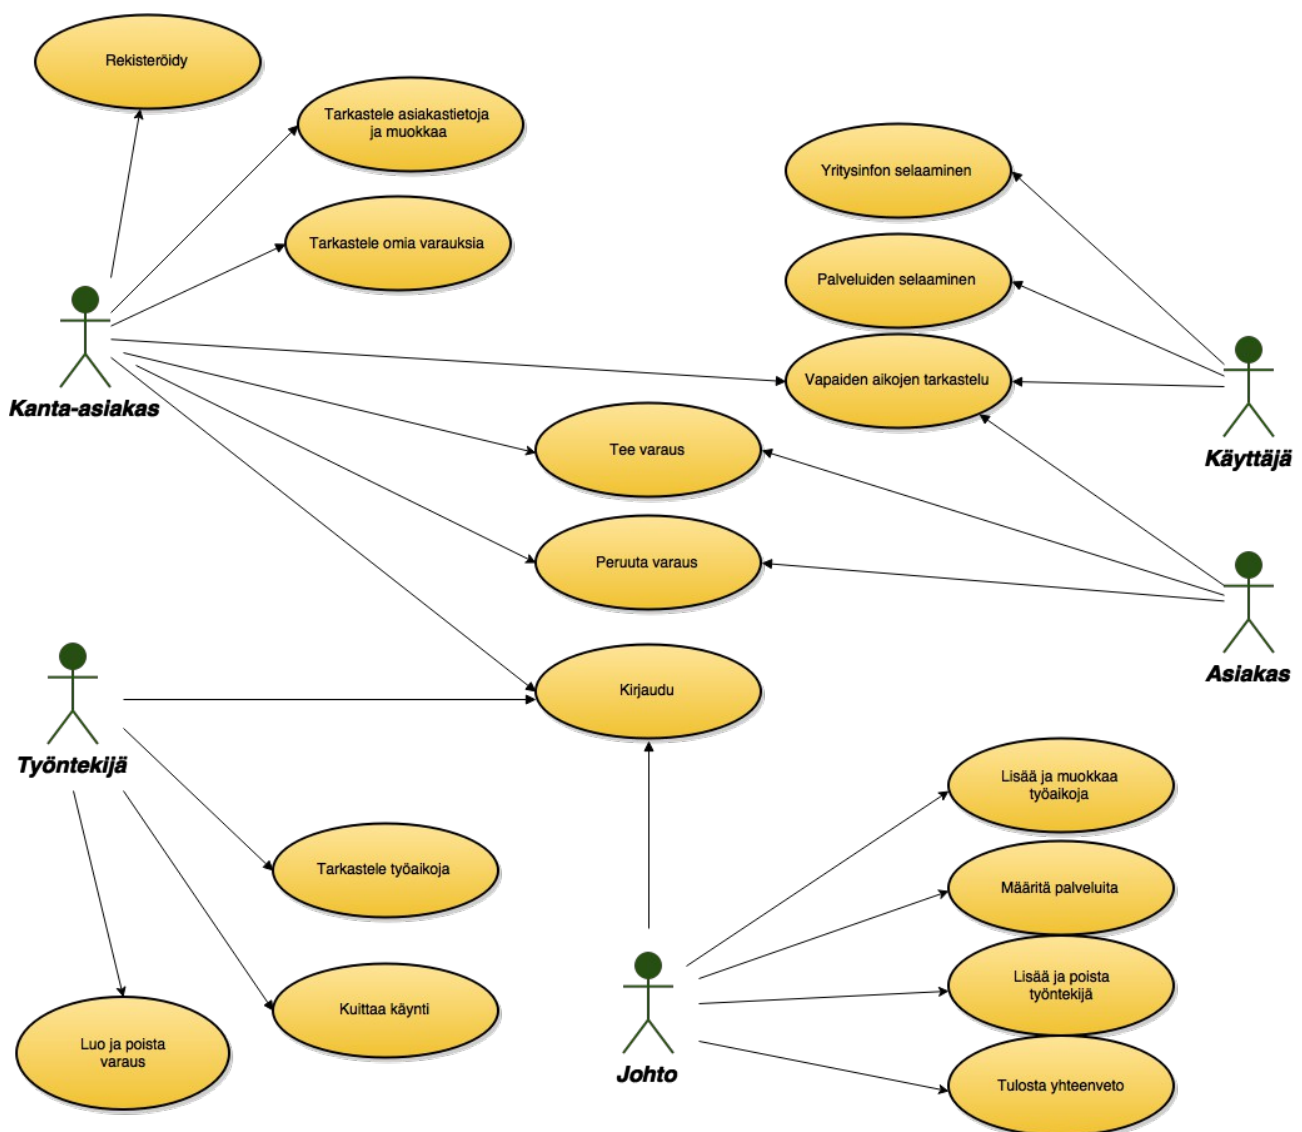 Rekisteröidy
Tarkastele asiakastietoja
ja muokkaa
Yritysinfon selaaminen
Tarkastele omia varauksia
Palveluiden selaaminen
Vapaiden aikojen tarkastelu
Kanta-asiakas
Tee varaus
Käyttäjä
Peruuta varaus
Asiakas
Kirjaudu
Työntekijä
Lisää ja muokkaa
työaikoja
Tarkastele työaikoja
Määritä palveluita
Lisää ja poista
työntekijä
Kuittaa käynti
Luo ja poista
varaus
Johto
Tulosta yhteenveto